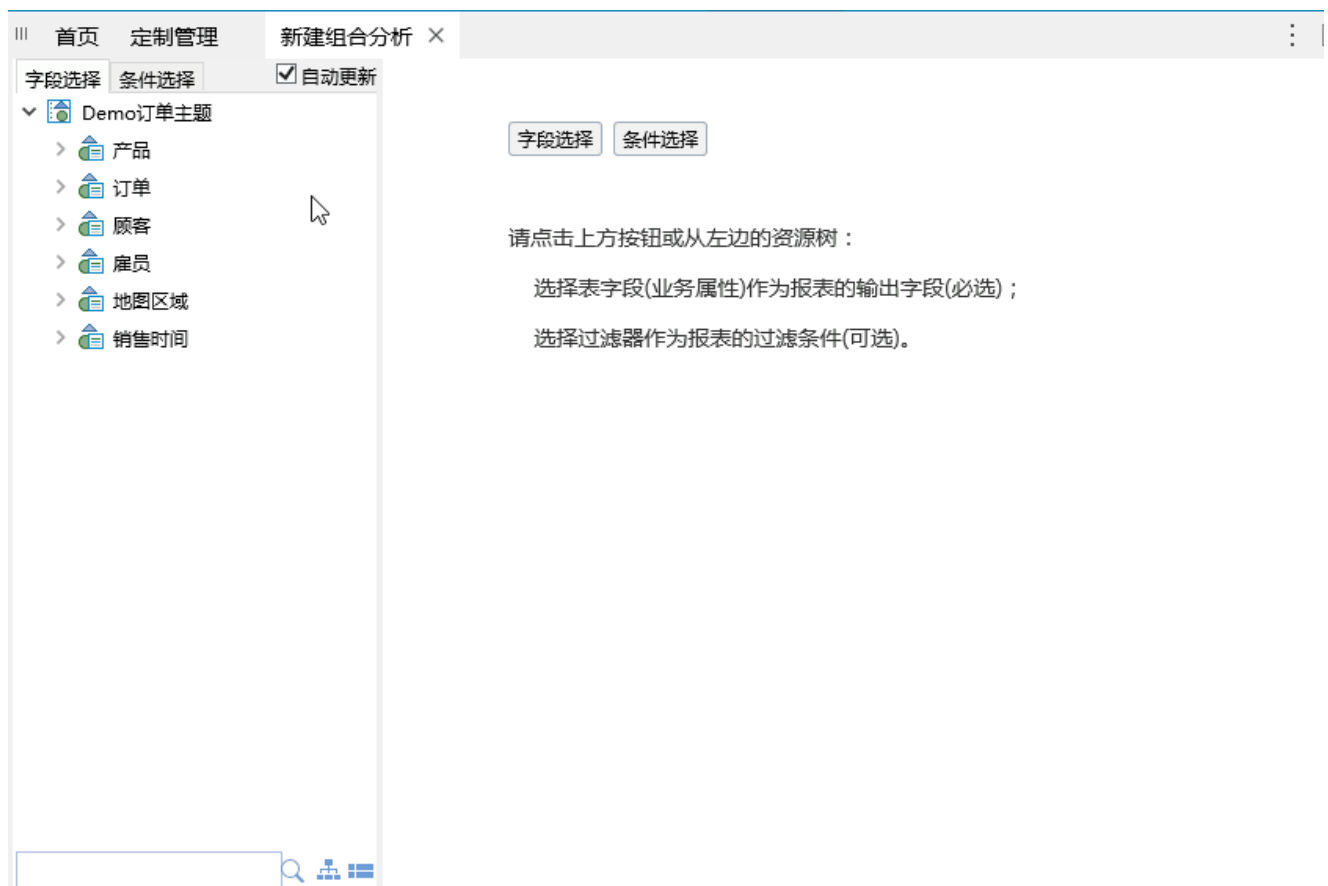 首页 定制管理 新建组合分析
字段选择 条件选择 自动更新
Demo订单主题
产品
订单
顾客
雇员
地图区域
销售时间
字段选择 条件选择
请点击上方按钮或从左边的资源树：
选择表字段(业务属性)作为报表的输出字段(必选)；
选择过滤器作为报表的过滤条件(可选)。